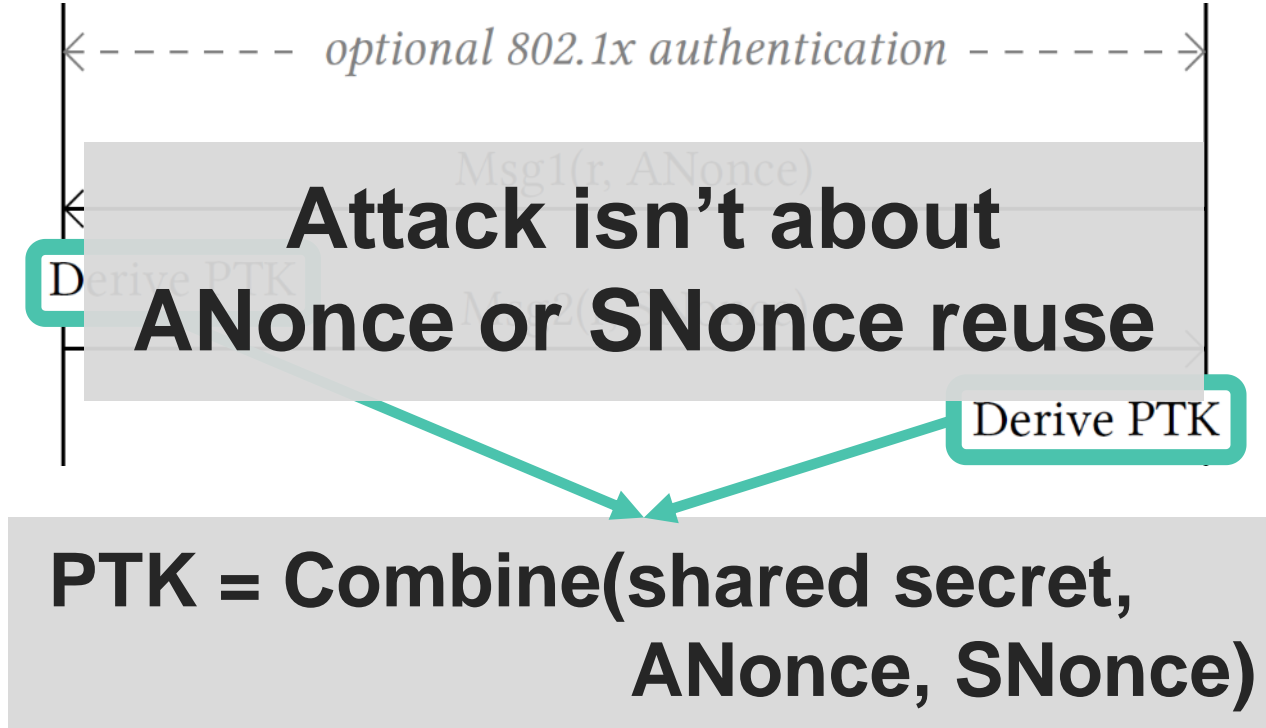 optional 802.1x authentication
Msg1(r, ANonce)
Attack isn’t about
Derive PTK
ANonce or SNonce reuse
Derive PTK
PTK = Combine(shared secret,
ANonce, SNonce)